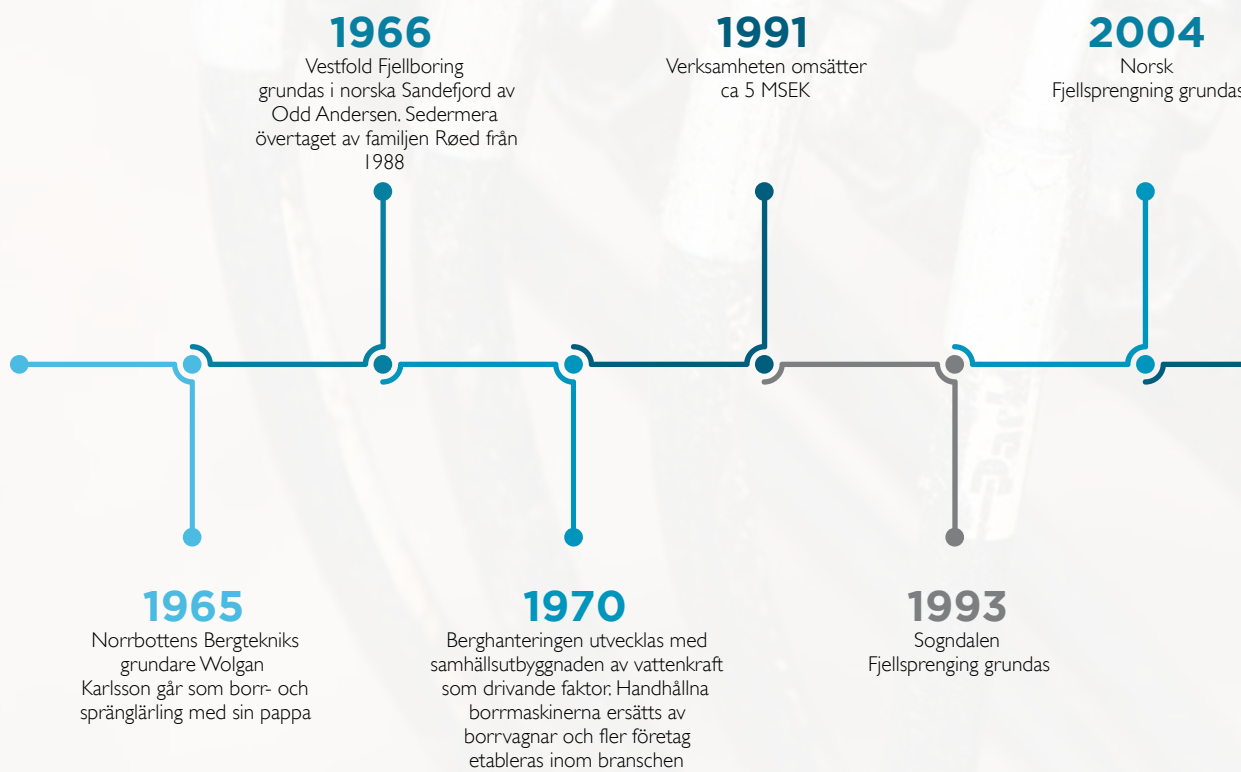 1966
Vestfold Fjellboring
grundas i norska Sandefjord av
Odd Andersen. Sedermera
övertaget av familjen Røed från
1988
1991
Verksamheten omsätter
ca 5 MSEK
2004
Norsk
Fjellsprengning grundas
1965
Norrbottens Bergtekniks
grundare Wolgan
Karlsson går som borr- och
spränglärling med sin pappa
1970
Berghanteringen utvecklas med
samhällsutbyggnaden av vattenkraft
som drivande faktor. Handhållna
borrmaskinerna ersätts av
borrvagnar och fler företag
etableras inom branschen
1993
Sogndalen
Fjellsprenging grundas